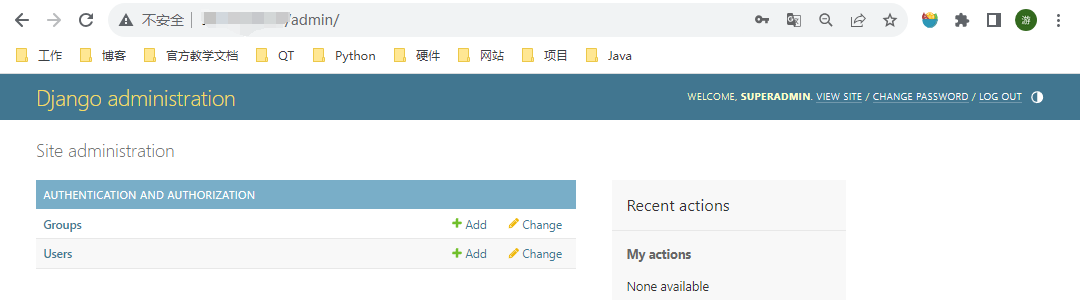 不安全 /admin/
游
工作 博客 官方教学文档 QT Python 硬件 网站 项目 Java
Django administration
WELCOME, SUPERADMIN. VIEW SITE / CHANGE PASSWORD / LOG OUT
Site administration
AUTHENTICATION AND AUTHORIZATION
Groups Add Change
Users Add Change
Recent actions
My actions
None available